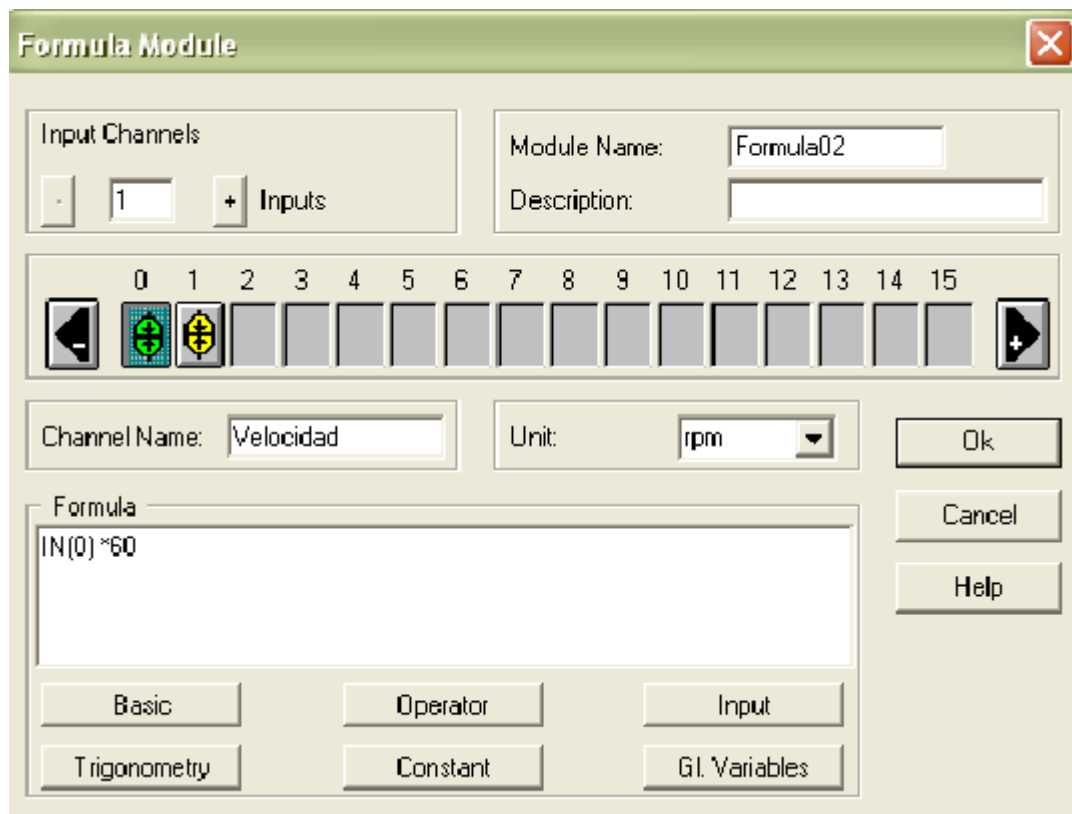 Formula Module
Input Channels
- 1 + Inputs
Module Name: Formula02
Description:
0 1 2 3 4 5 6 7 8 9 10 11 12 13 14 15
- +
Channel Name: Velocidad
Unit: rpm
Ok
Cancel
Help
Formula
IN(0) *60
Basic Operator Input
Trigonometry Constant Gl. Variables